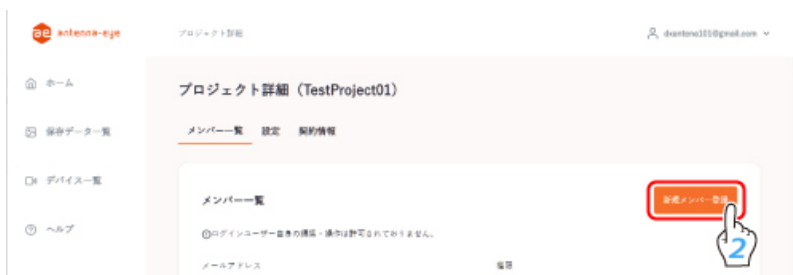 antenna-eye
プロジェクト詳細
dxantena101@gmail.com
ホーム
プロジェクト詳細（TestProject01）
保存データ一覧
メンバー一覧 設定 契約情報
デバイス一覧
メンバー一覧
新規メンバー登録
ヘルプ
ログインユーザー自身の構築・操作は許可されておりません。
2
メールアドレス
権限